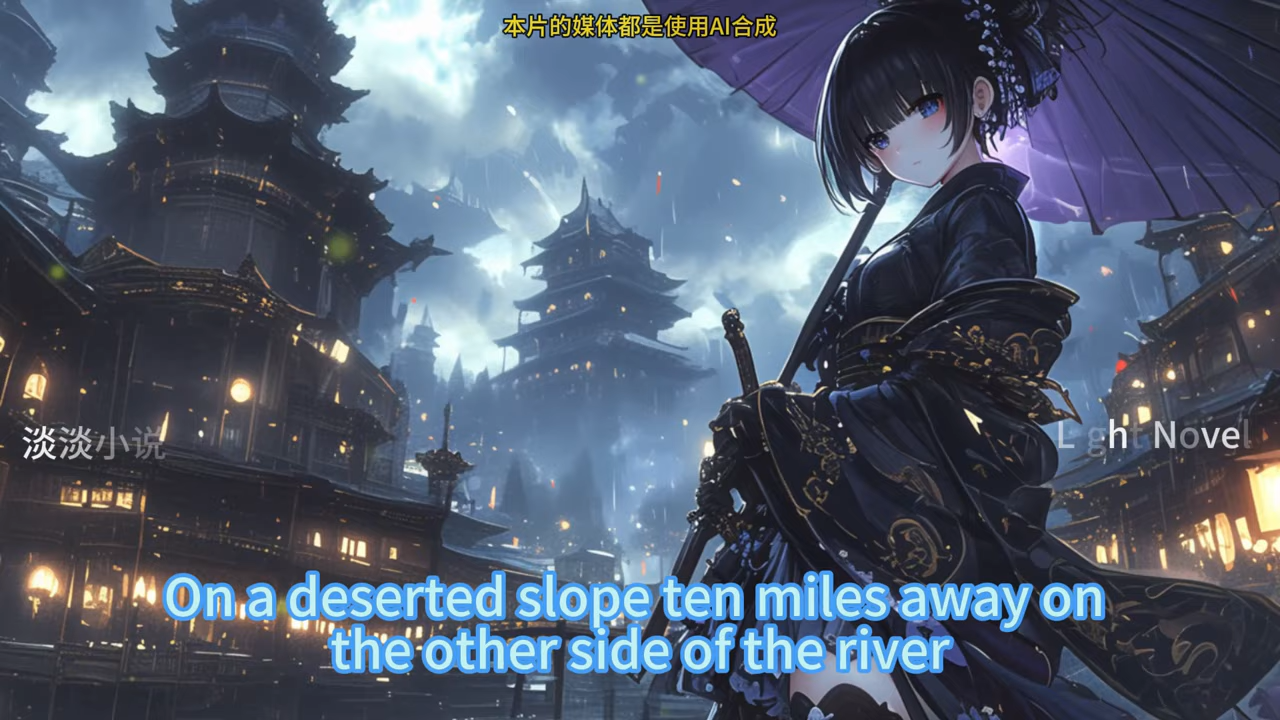 本片的媒体都是使用AI合成
淡淡小说
Light Novel
On a deserted slope ten miles away on
the other side of the river